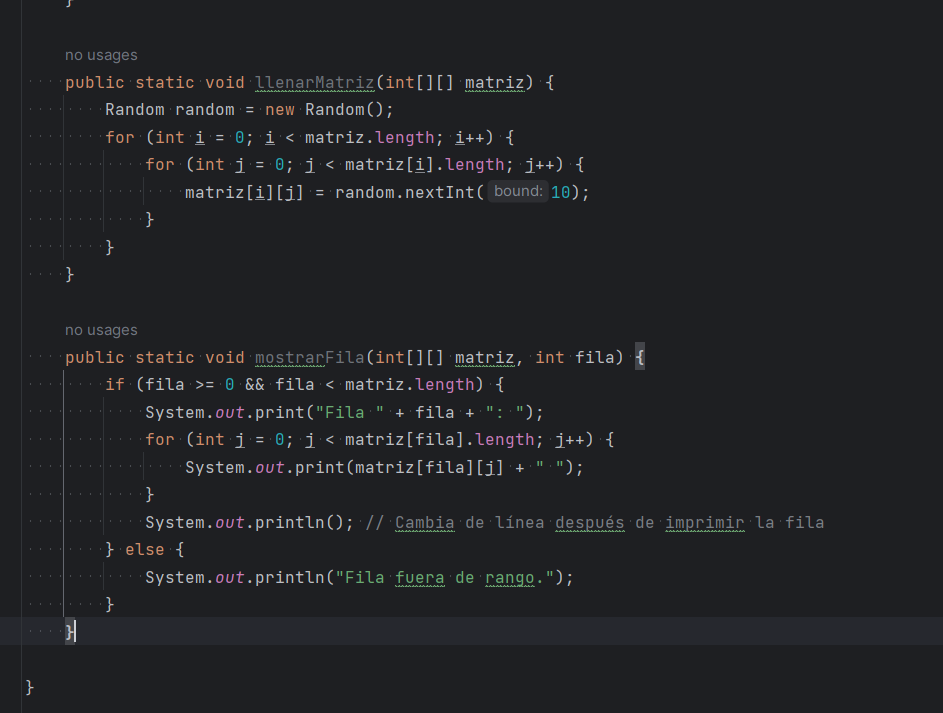 }
no usages
public static void llenarMatriz(int[][] matriz) {
Random random = new Random();
for (int i = 0; i < matriz.length; i++) {
for (int j = 0; j < matriz[i].length; j++) {
matriz[i][j] = random.nextInt( bound: 10);
}
}
}
no usages
public static void mostrarFila(int[][] matriz, int fila) {
if (fila >= 0 && fila < matriz.length) {
System.out.print("Fila " + fila + ": ");
for (int j = 0; j < matriz[fila].length; j++) {
System.out.print(matriz[fila][j] + " ");
}
System.out.println(); // Cambia de línea después de imprimir la fila
} else {
System.out.println("Fila fuera de rango.");
}
}
}